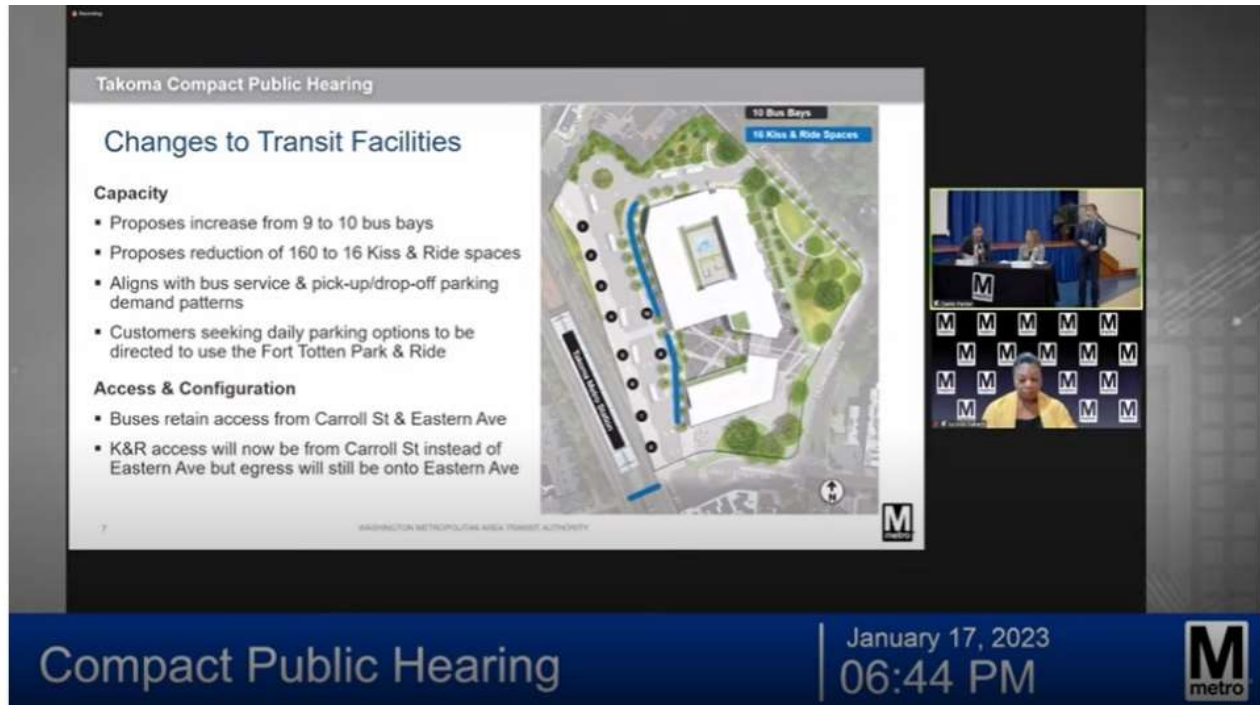 Recording
Takoma Compact Public Hearing
Changes to Transit Facilities
Capacity
▪ Proposes increase from 9 to 10 bus bays
▪ Proposes reduction of 160 to 16 Kiss & Ride spaces
▪ Aligns with bus service & pick-up/drop-off parking
demand patterns
▪ Customers seeking daily parking options to be
directed to use the Fort Totten Park & Ride
Access & Configuration
▪ Buses retain access from Carroll St & Eastern Ave
▪ K&R access will now be from Carroll St instead of
Eastern Ave but egress will still be onto Eastern Ave
7
WASHINGTON METROPOLITAN AREA TRANSIT AUTHORITY
10 Bus Bays
16 Kiss & Ride Spaces
Takoma Metro Station
N
M
metro
M
M M M M M
M M M M M
M M M M
M M M
Compact Public Hearing
January 17, 2023
06:44 PM
M
metro